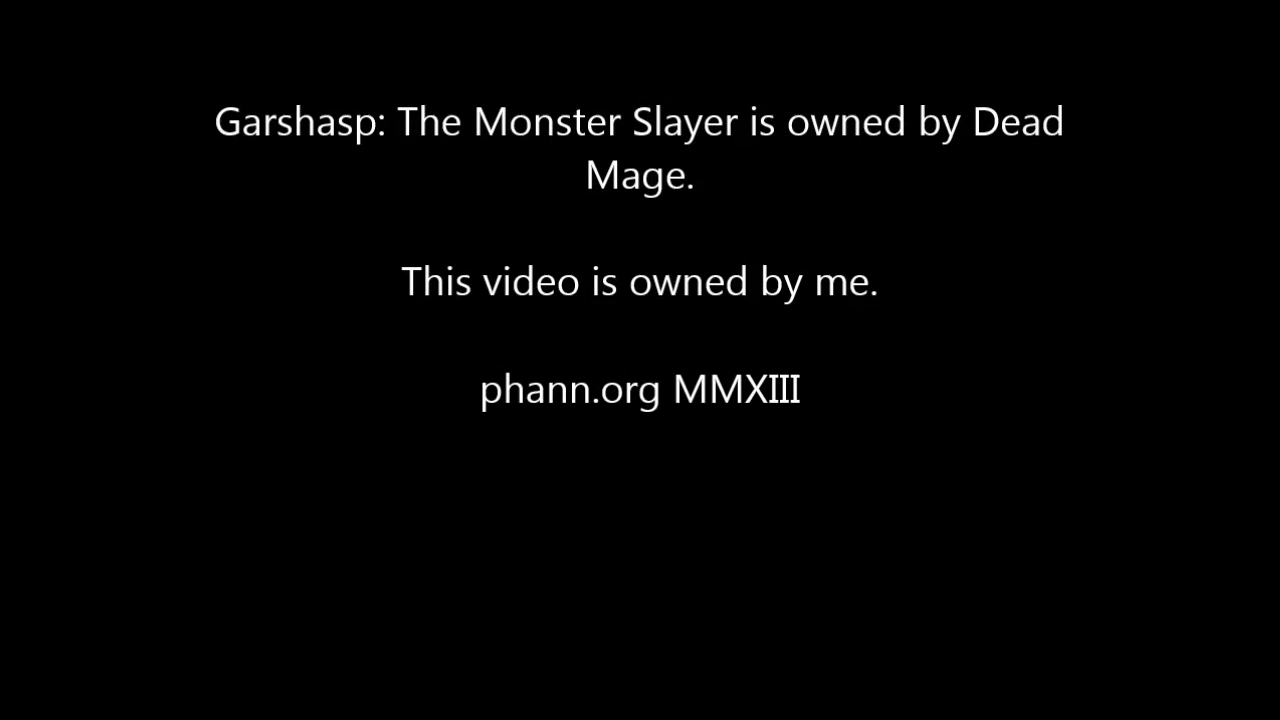 Garshasp: The Monster Slayer is owned by Dead
Mage.
This video is owned by me.
phann.org MMXIII